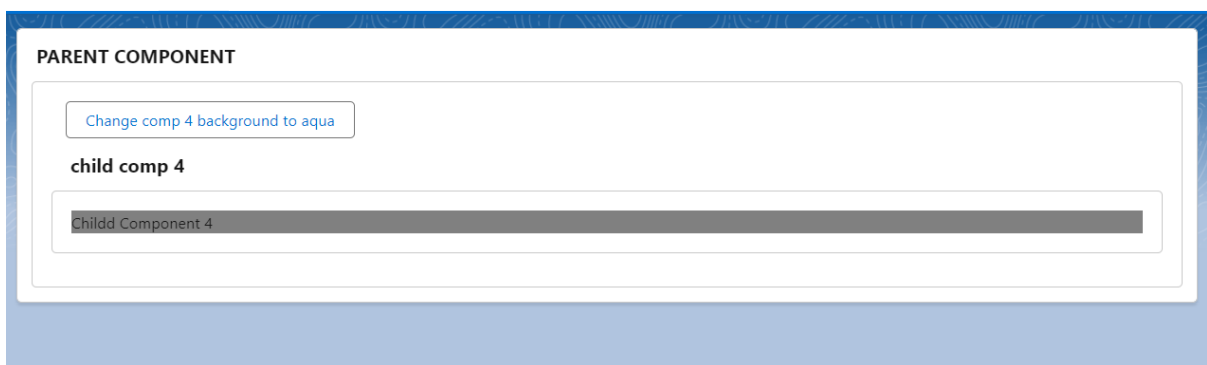 PARENT COMPONENT
Change comp 4 background to aqua
child comp 4
Childd Component 4